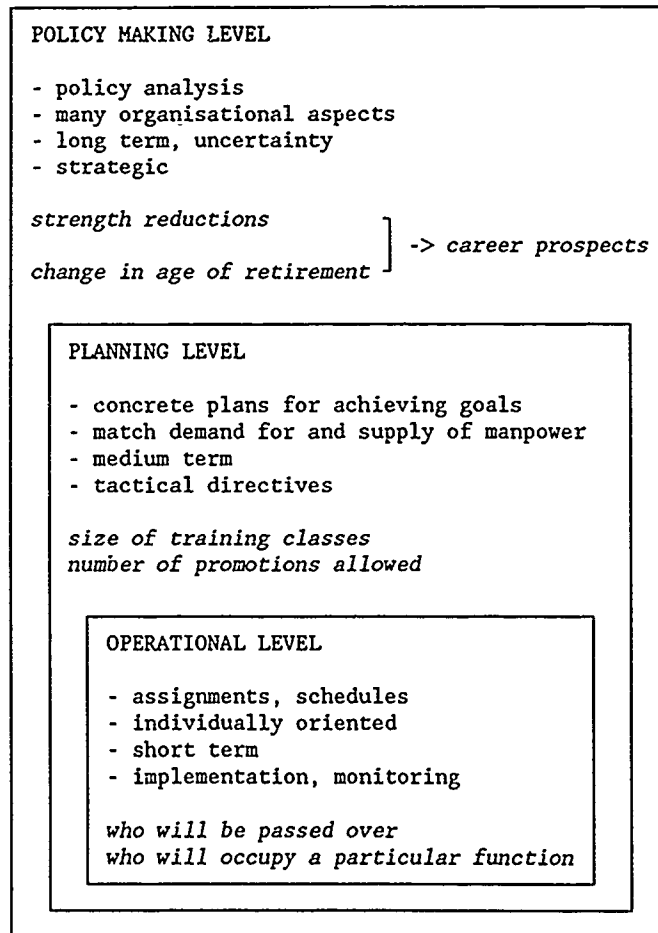 POLICY MAKING LEVEL
- policy analysis
- many organisational aspects
- long term, uncertainty
- strategic
strength reductions
-> career prospects
change in age of retirement
PLANNING LEVEL
- concrete plans for achieving goals
- match demand for and supply of manpower
- medium term
- tactical directives
size of training classes
number of promotions allowed
OPERATIONAL LEVEL
- assignments, schedules
- individually oriented
- short term
- implementation, monitoring
who will be passed over
who will occupy a particular function